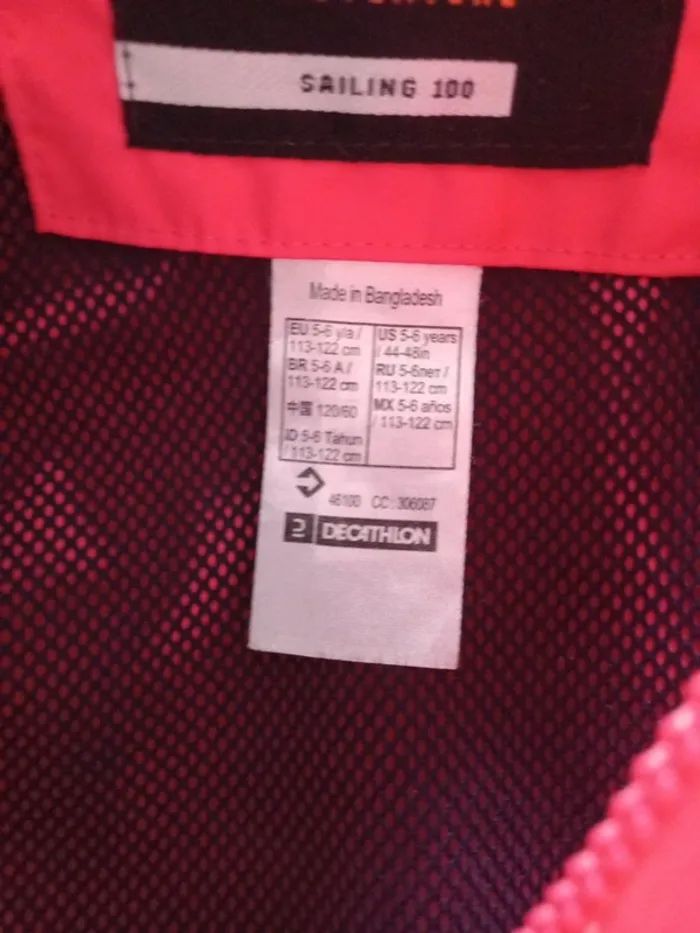 SAILING 100
Made in Bangladesh
EU 5-6 y/a /
113-122 cm
BR 5-6 A /
113-122 cm
中国 120/60
ID 5-6 Tahun
/ 113-122 cm
US 5-6 years
/ 44-48in
RU 5-6лет /
113-122 cm
MX 5-6 años
/ 113-122 cm
46100 CC: 306087
DECATHLON